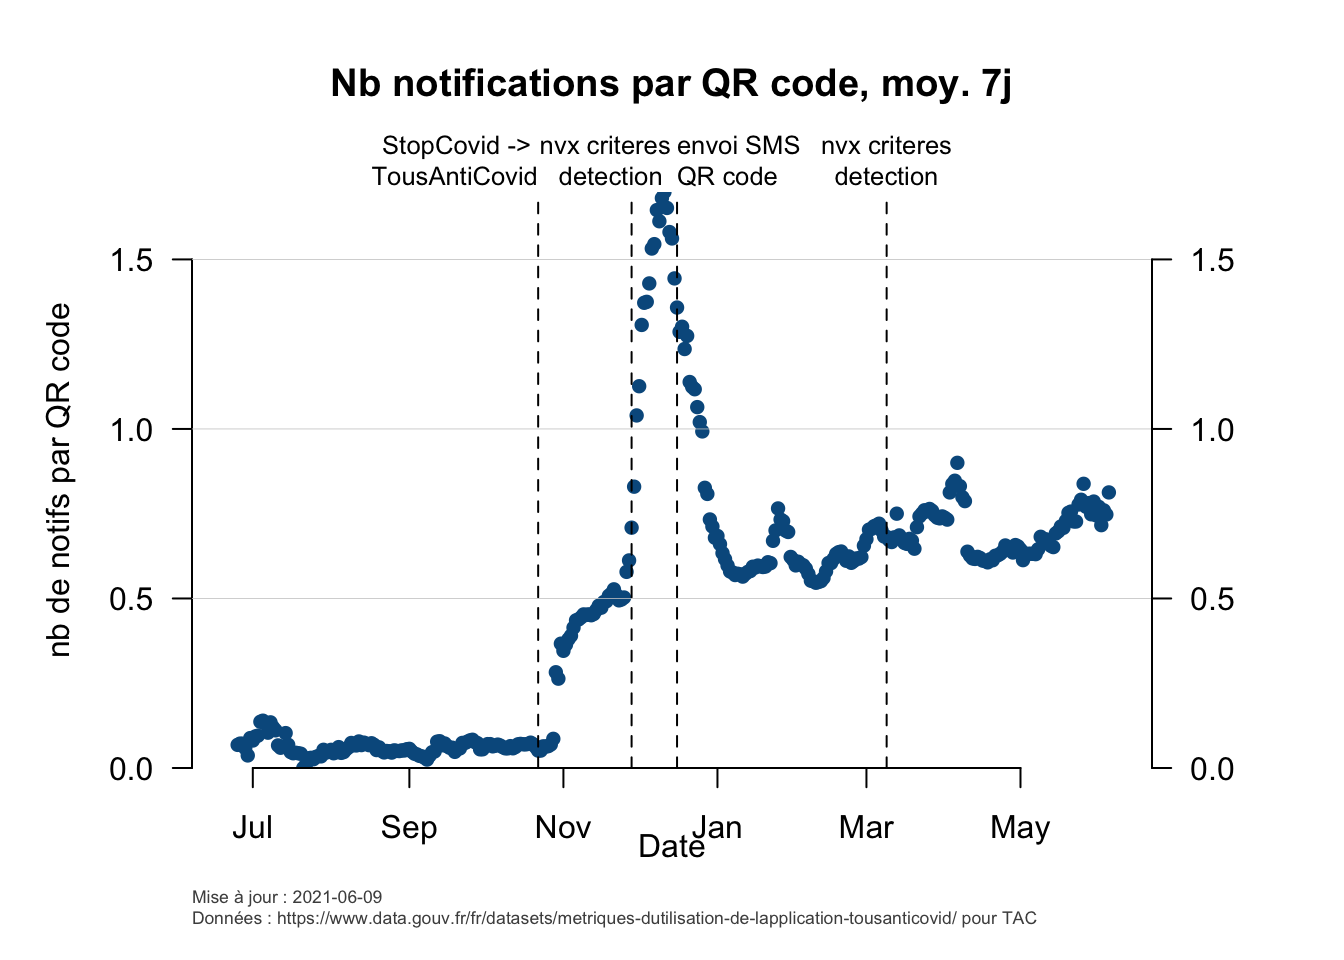 Nb notifications par QR code, moy. 7j
StopCovid -> nvx criteres envoi SMS nvx criteres
TousAntiCovid detection QR code detection
1.5 1.5
1.0 1.0
0.5 0.5
0.0 0.0
nb de notifs par QR code
Jul Sep Nov Jan Mar May
Date
Mise à jour : 2021-06-09
Données : https://www.data.gouv.fr/fr/datasets/metriques-dutilisation-de-lapplication-tousanticovid/ pour TAC